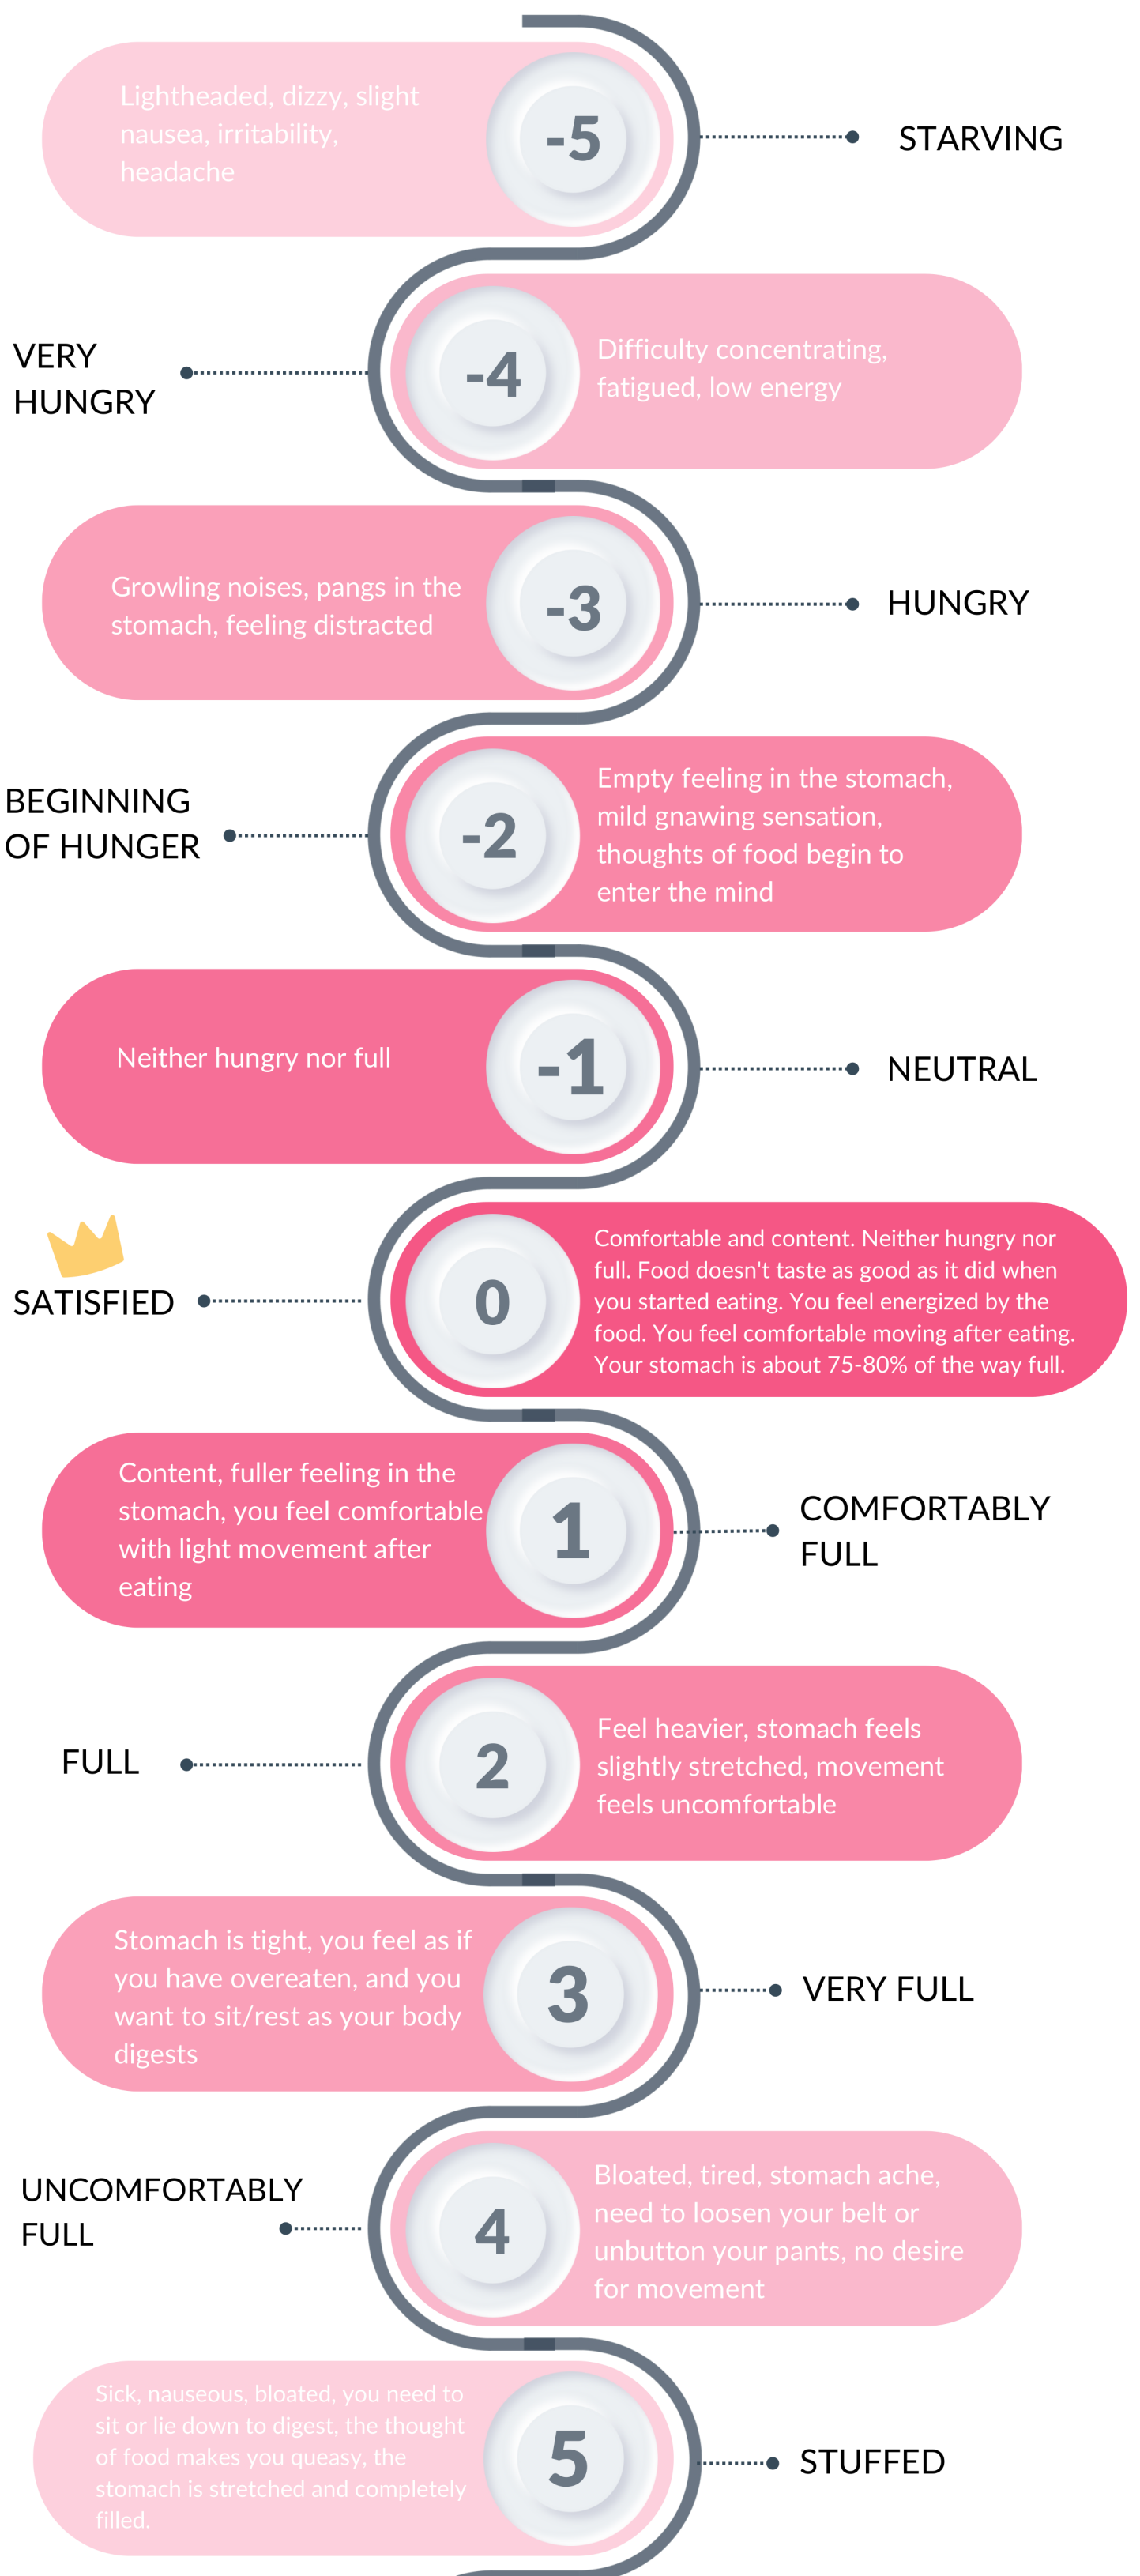 Lightheaded, dizzy, slight
nausea, irritability,
headache
-5
STARVING
VERY
HUNGRY
-4
Difficulty concentrating,
fatigued, low energy
Growling noises, pangs in the
stomach, feeling distracted
-3
HUNGRY
BEGINNING
OF HUNGER
-2
Empty feeling in the stomach,
mild gnawing sensation,
thoughts of food begin to
enter the mind
Neither hungry nor full
-1
NEUTRAL
SATISFIED
0
Comfortable and content. Neither hungry nor
full. Food doesn't taste as good as it did when
you started eating. You feel energized by the
food. You feel comfortable moving after eating.
Your stomach is about 75-80% of the way full.
Content, fuller feeling in the
stomach, you feel comfortable
with light movement after
eating
1
COMFORTABLY
FULL
FULL
2
Feel heavier, stomach feels
slightly stretched, movement
feels uncomfortable
Stomach is tight, you feel as if
you have overeaten, and you
want to sit/rest as your body
digests
3
VERY FULL
UNCOMFORTABLY
FULL
4
Bloated, tired, stomach ache,
need to loosen your belt or
unbutton your pants, no desire
for movement
Sick, nauseous, bloated, you need to
sit or lie down to digest, the thought
of food makes you queasy, the
stomach is stretched and completely
filled.
5
STUFFED